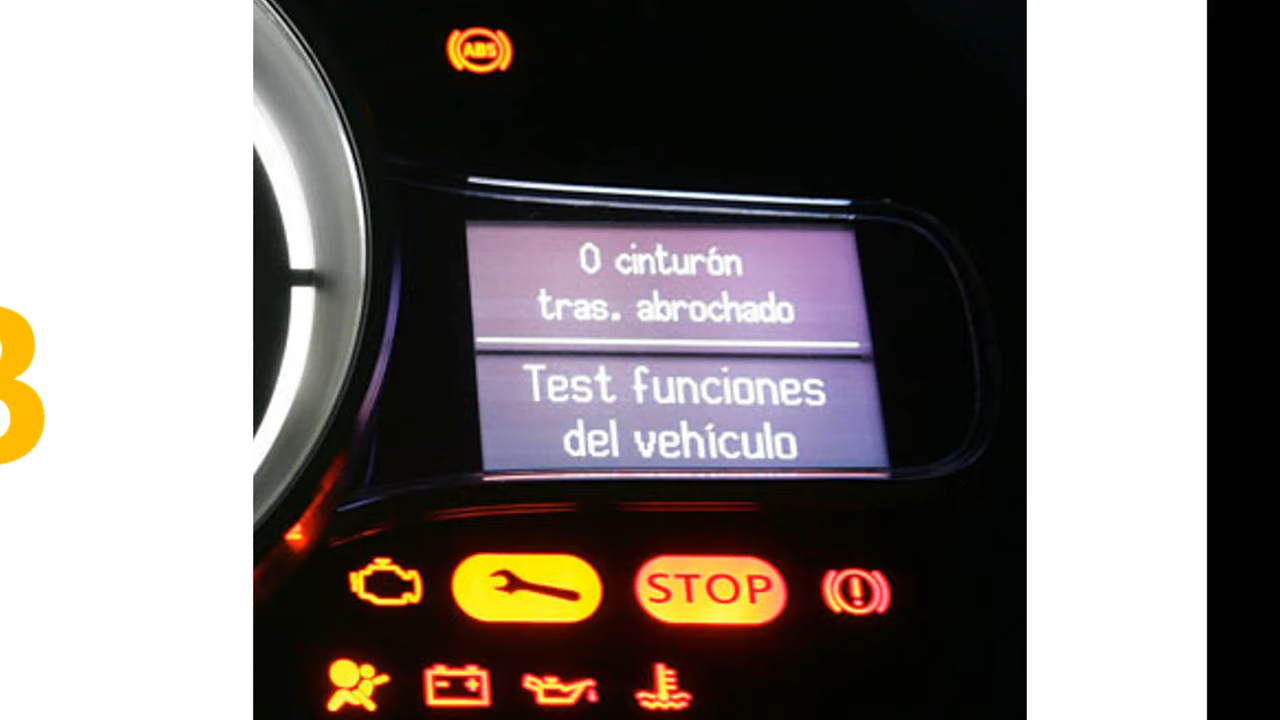 ABS
0 cinturón
tras. abrochado
Test funciones
del vehículo
STOP